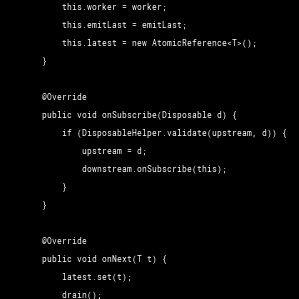 this.worker = worker;
this.emitLast = emitLast;
this.latest = new AtomicReference<T>();
}
@Override
public void onSubscribe(Disposable d) {
if (DisposableHelper.validate(upstream, d)) {
upstream = d;
downstream.onSubscribe(this);
}
}
@Override
public void onNext(T t) {
latest.set(t);
drain();